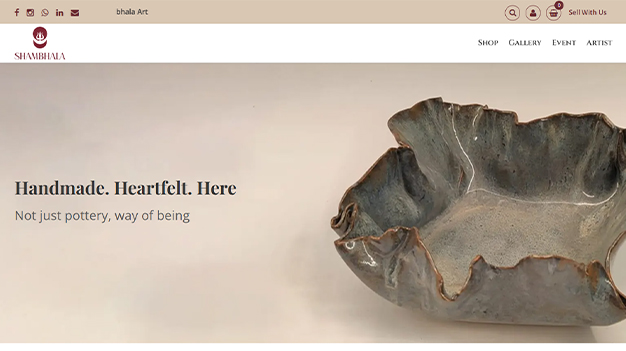 bhala Art
0
Sell With Us
SHAMBHALA
Shop Gallery Event Artist
Handmade. Heartfelt. Here
Not just pottery, way of being